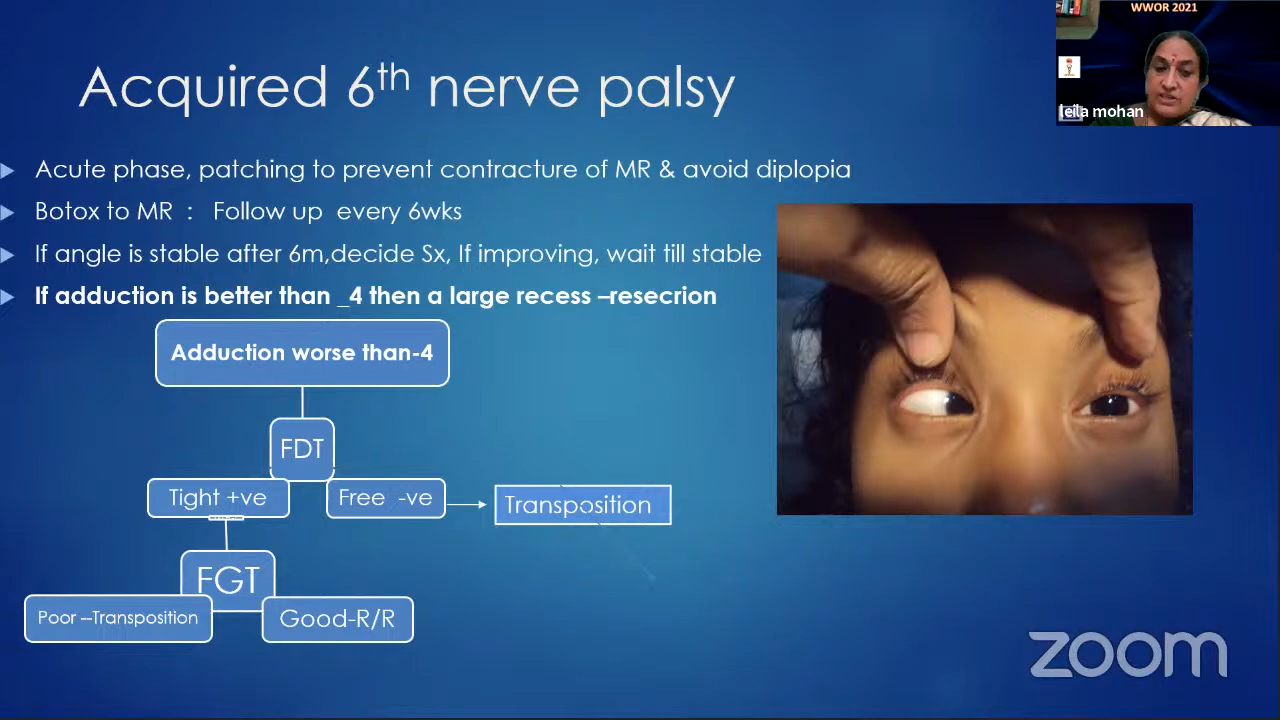 WWOR 2021
leila mohan
Acquired 6th nerve palsy
Acute phase, patching to prevent contracture of MR & avoid diplopia
Botox to MR : Follow up every 6wks
If angle is stable after 6m,decide Sx, If improving, wait till stable
If adduction is better than _4 then a large recess –resecrion
Adduction worse than-4
FDT
Tight +ve
Free -ve
Transposition
FGT
Poor --Transposition
Good-R/R
zoom